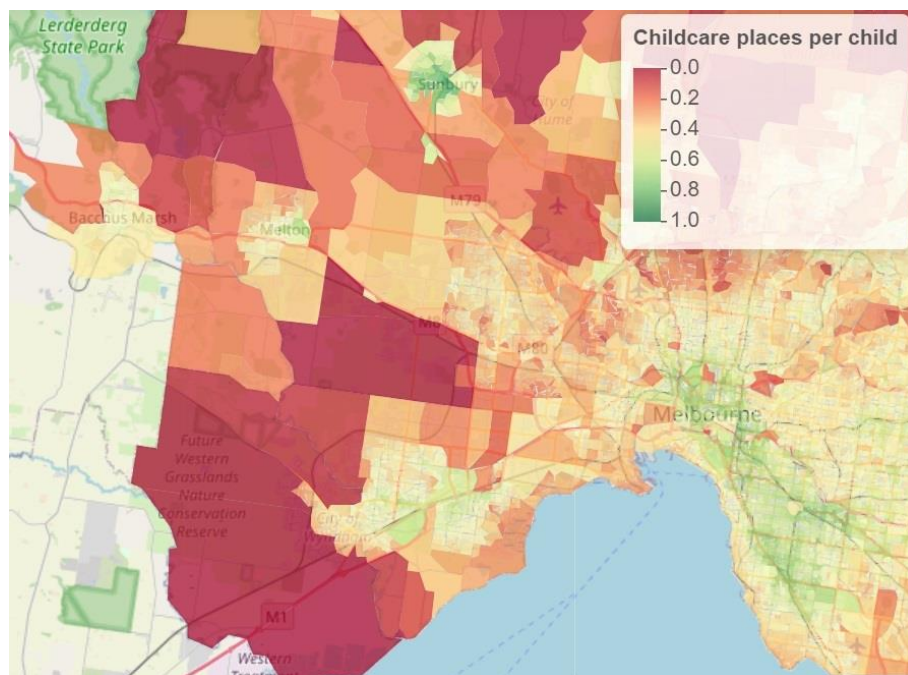 Lerderderg
State Park
Childcare places per child
0.0
0.2
0.4
0.6
0.8
1.0
Sunbury
City of
Hume
M79
Bacchus Marsh
Melton
M8
M80
Melbourne
Future
Western
Grasslands
Nature
Conservation
Reserve
City of
Wyndham
M1
Western
Treatment